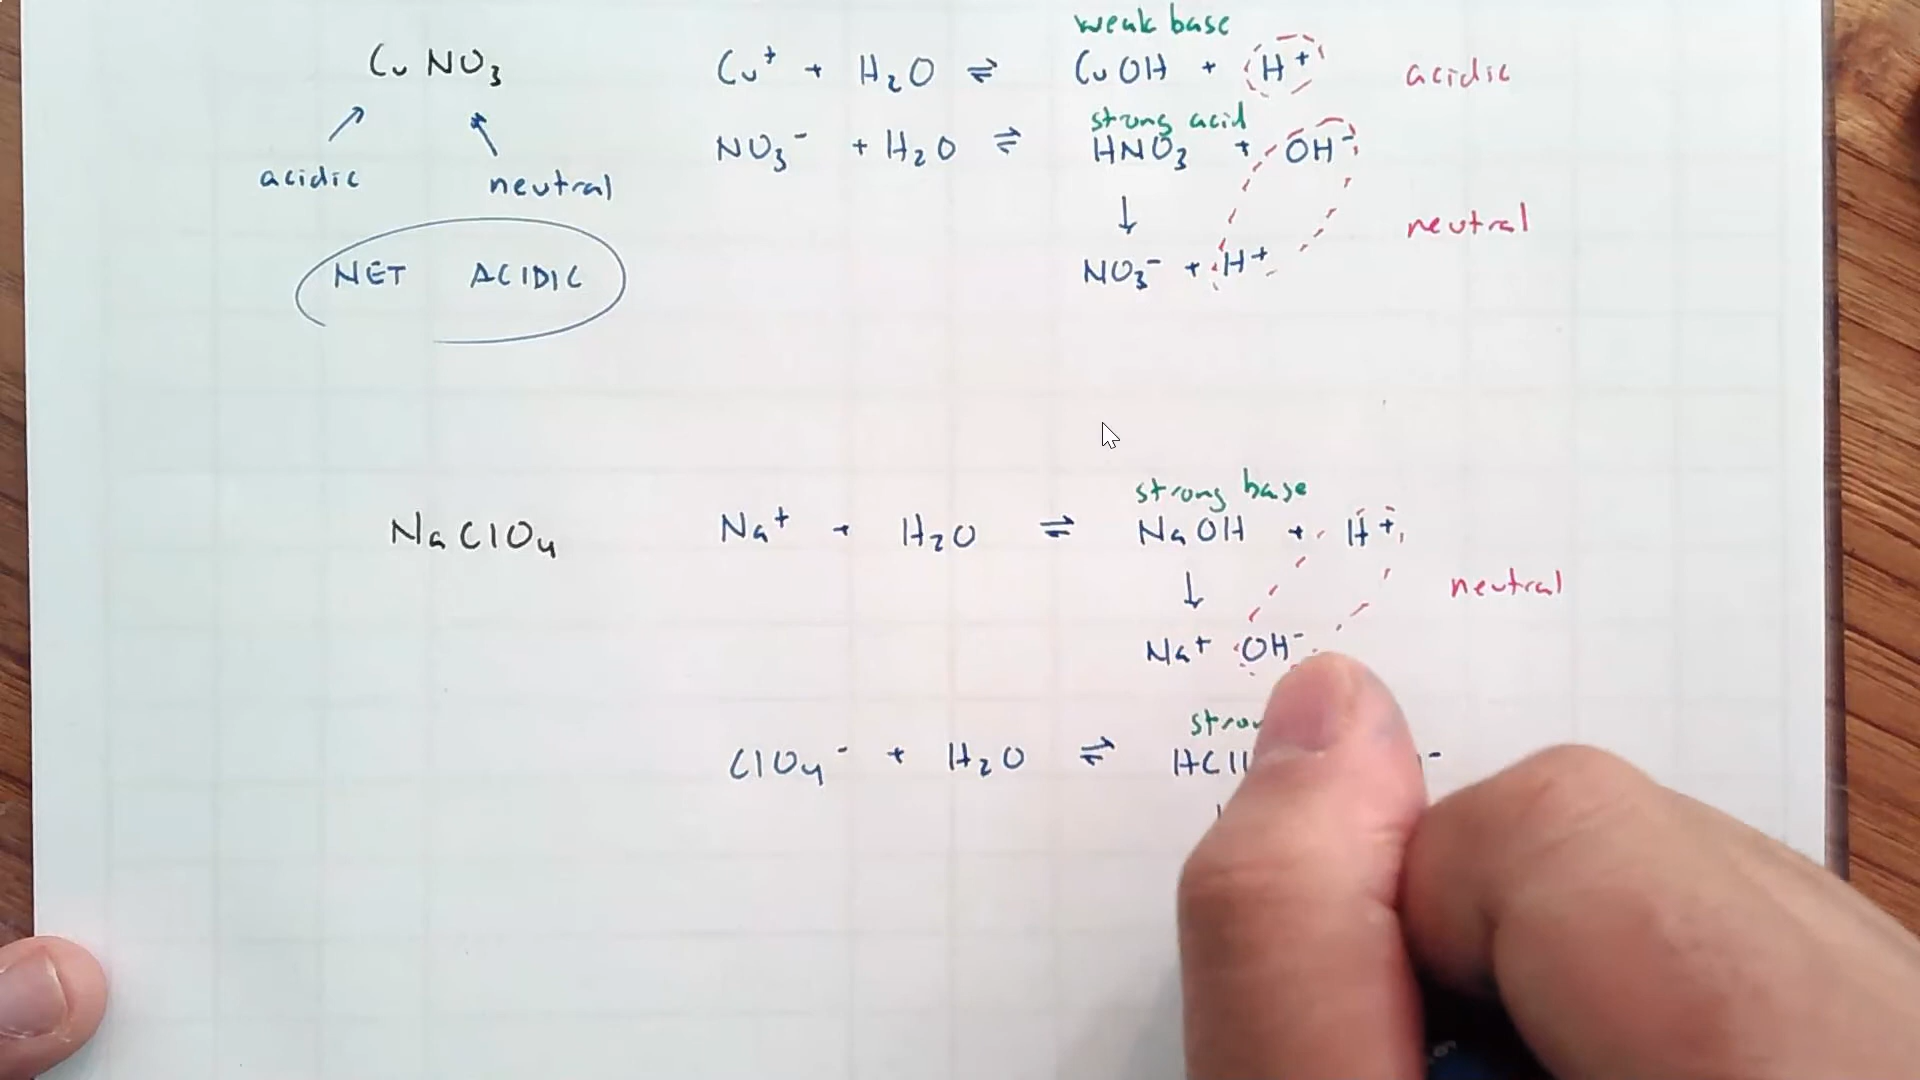 weak base
CuNO₃ Cu⁺ + H₂O ⇌ CuOH + H⁺ acidic
strong acid
NO₃⁻ + H₂O ⇌ HNO₃ + OH⁻
acidic neutral
↓ neutral
NET ACIDIC NO₃⁻ + H⁺
strong base
NaClO₄ Na⁺ + H₂O ⇌ NaOH + H⁺
↓ neutral
Na⁺ OH⁻
ClO₄⁻ + H₂O ⇌